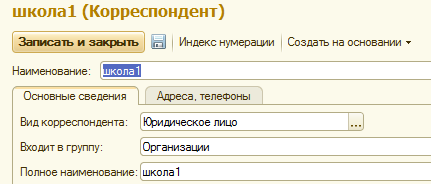 школа1 (Корреспондент)
Записать и закрыть Индекс нумерации Создать на основании
Наименование: школа1
Основные сведения Адреса, телефоны
Вид корреспондента: Юридическое лицо ...
Входит в группу: Организации
Полное наименование: школа1